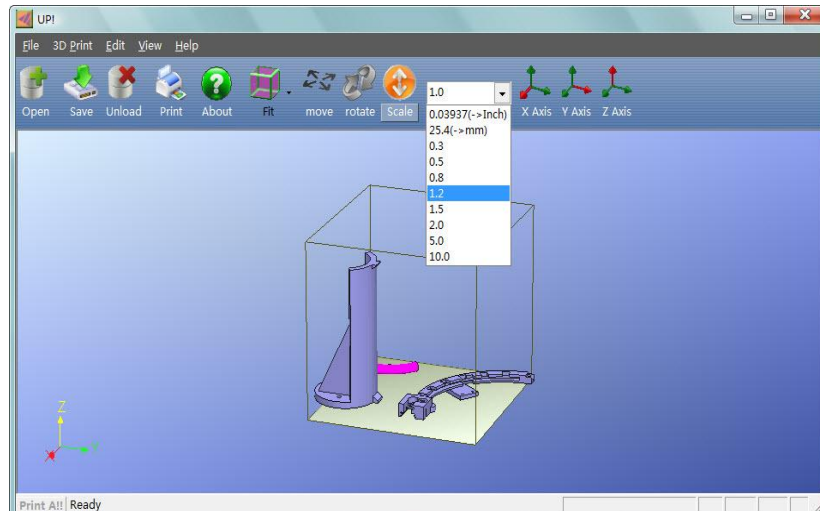 UP!
File 3D Print Edit View Help
1.0
Open Save Unload Print About Fit move rotate Scale X Axis Y Axis Z Axis
0.03937(->Inch)
25.4(->mm)
0.3
0.5
0.8
1.2
1.5
2.0
5.0
10.0
Z
Y
X
Print A!! Ready